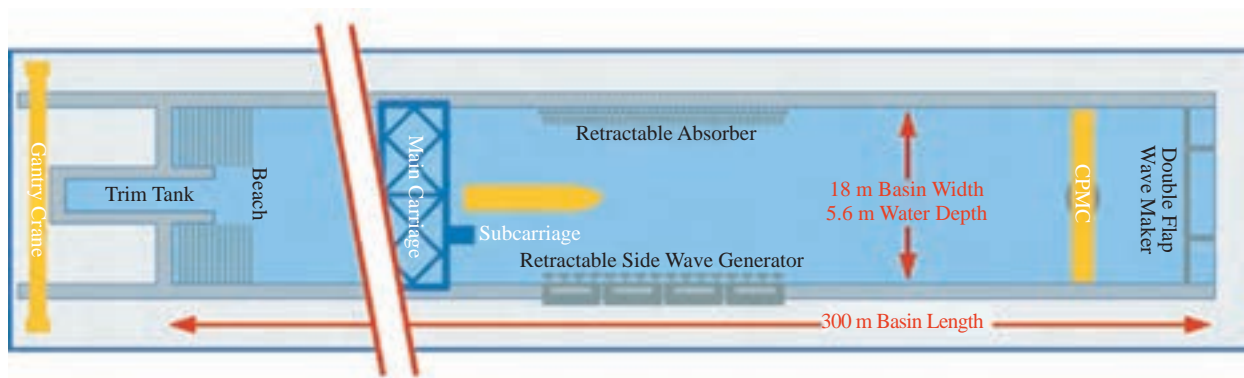 Gantry Crane
Trim Tank
Beach
Main Carriage
Subcarriage
Retractable Absorber
Retractable Side Wave Generator
18 m Basin Width
5.6 m Water Depth
300 m Basin Length
CPMC
Double Flap
Wave Maker